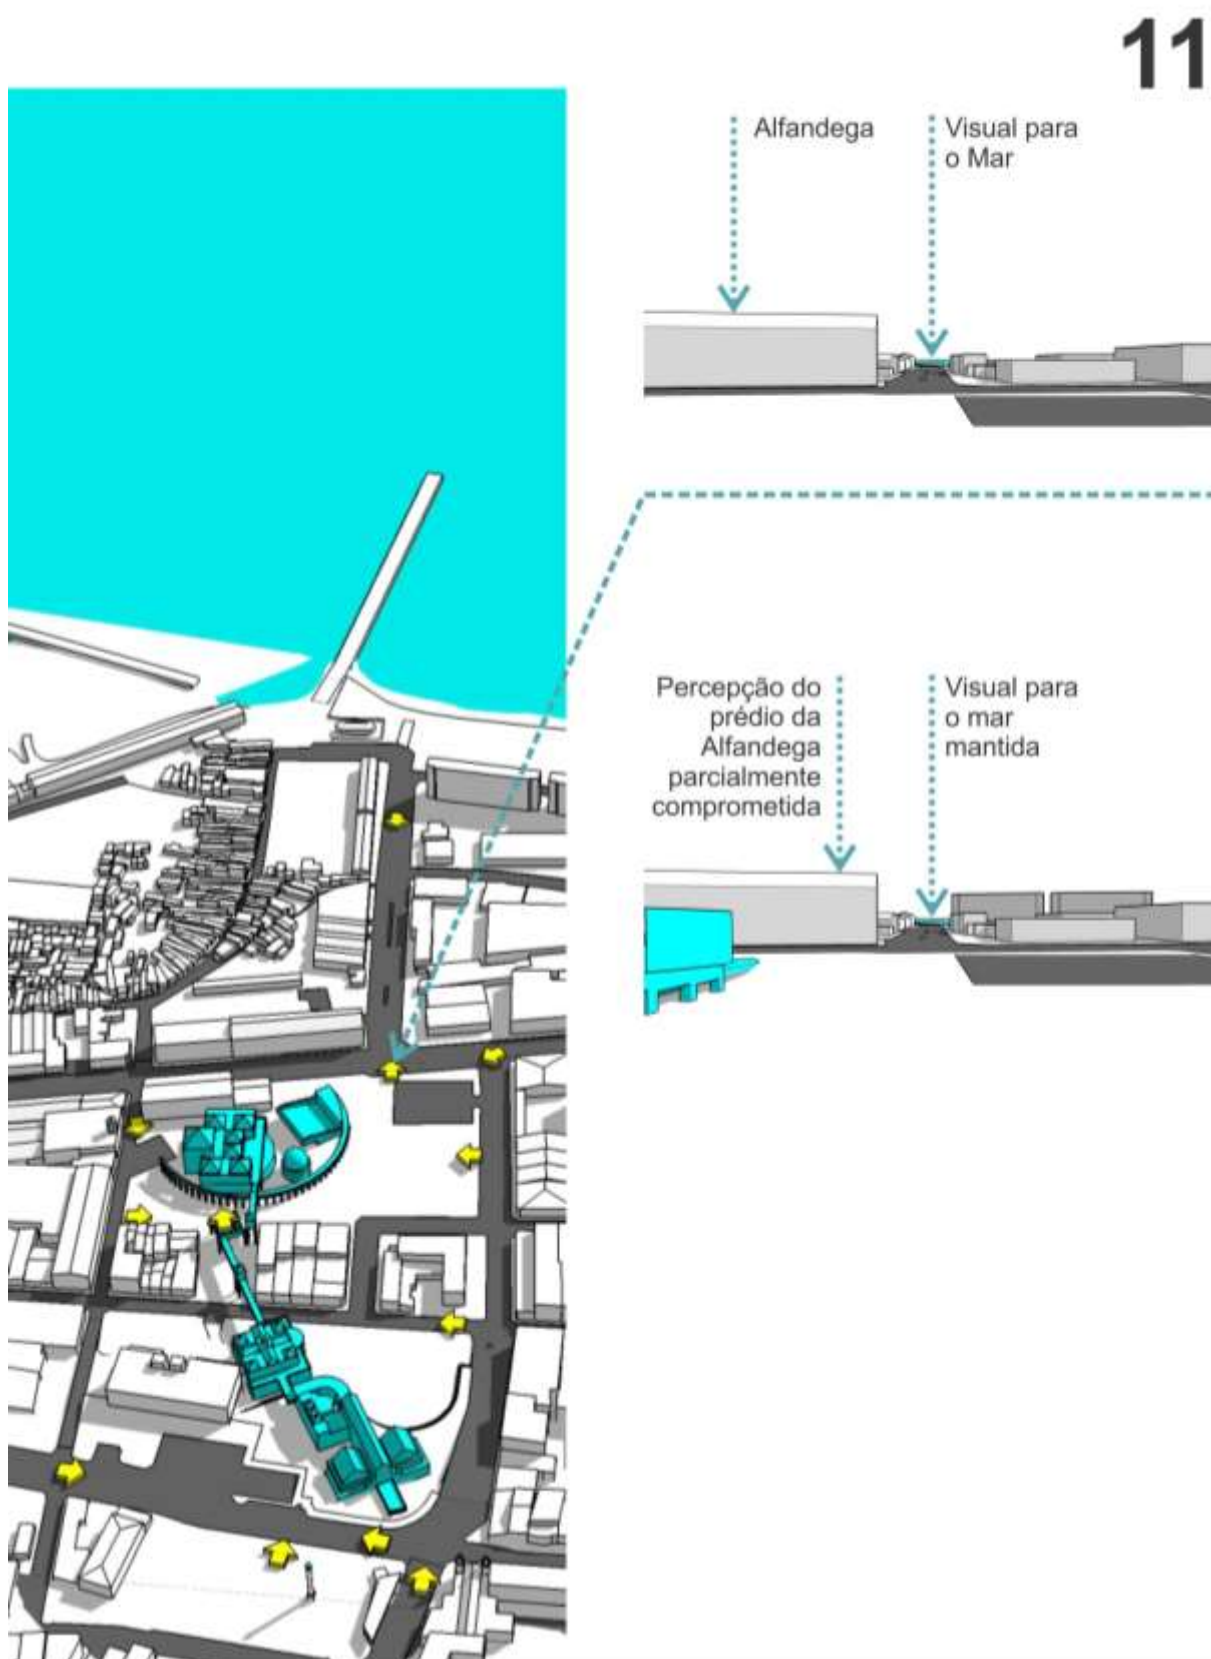 11
Alfandega
Visual para
o Mar
Percepção do
prédio da
Alfandega
parcialmente
comprometida
Visual para
o mar
mantida